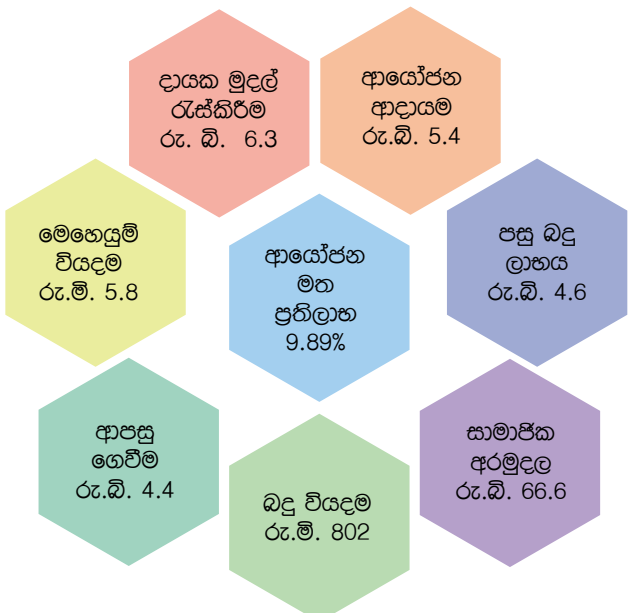 දායක මුදල්
රැස්කිරීම
රු. බි. 6.3
ආයෝජන
ආදායම
රු.බි. 5.4
මෙහෙයුම්
වියදම
රු.මි. 5.8
ආයෝජන
මත
ප්‍රතිලාභ
9.89%
පසු බදු
ලාභය
රු.බි. 4.6
ආපසු
ගෙවීම
රු.බි. 4.4
බදු වියදම
රු.මි. 802
සාමාජික
අරමුදල
රු.බි. 66.6